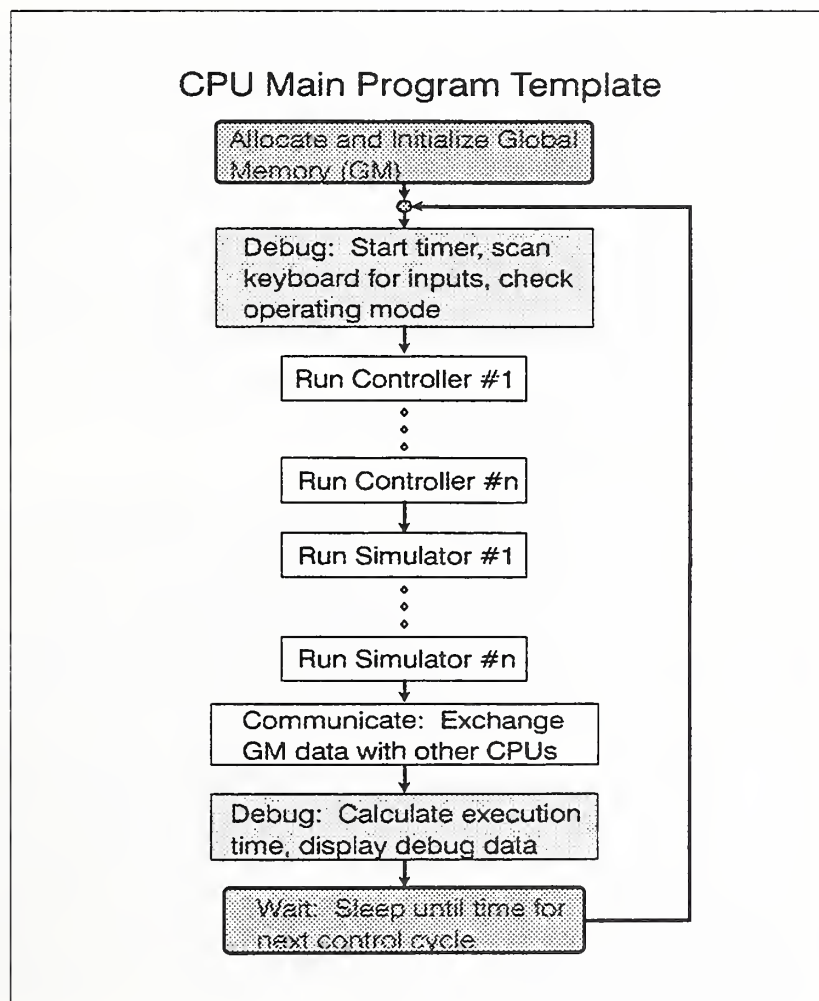 CPU Main Program Template
Allocate and Initialize Global
Memory (GM)
Debug: Start timer, scan
keyboard for inputs, check
operating mode
Run Controller #1
Run Controller #n
Run Simulator #1
Run Simulator #n
Communicate: Exchange
GM data with other CPUs
Debug: Calculate execution
time, display debug data
Wait: Sleep until time for
next control cycle